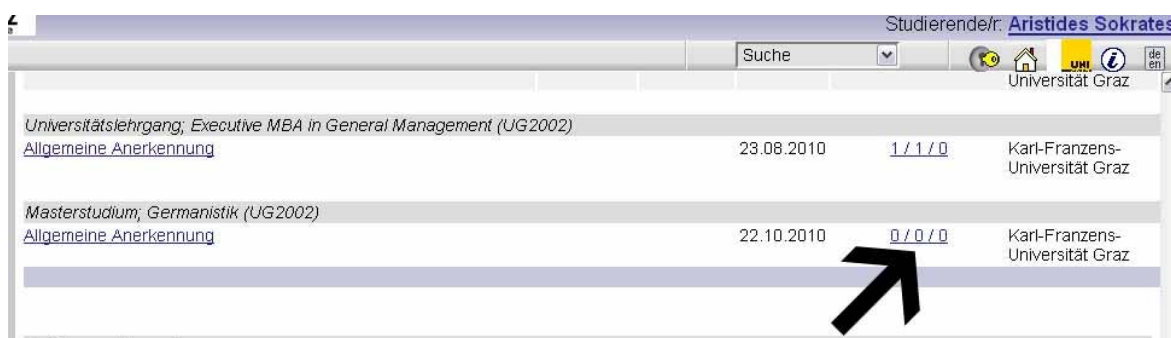 Studierende/r: Aristides Sokrates
Suche
UNI
de
en
Universität Graz
Universitätslehrgang; Executive MBA in General Management (UG2002)
Allgemeine Anerkennung 23.08.2010 1 / 1 / 0 Karl-Franzens-
Universität Graz
Masterstudium; Germanistik (UG2002)
Allgemeine Anerkennung 22.10.2010 0 / 0 / 0 Karl-Franzens-
Universität Graz